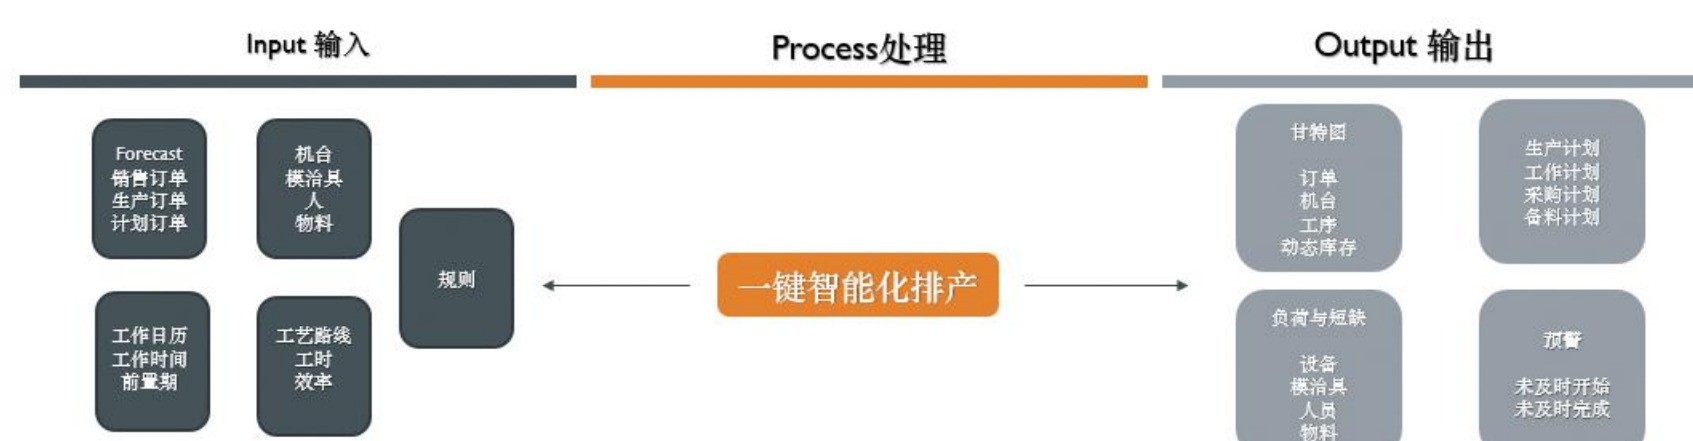 Input 输入
Forecast
销售订单
生产订单
计划订单
机台
模治具
人
物料
规则
工作日历
工作时间
前置期
工艺路线
工时
效率
Process处理
一键智能化排产
Output 输出
甘特图
订单
机台
工序
动态库存
生产计划
工作计划
采购计划
备料计划
负荷与短缺
设备
模治具
人员
物料
预警
未及时开始
未及时完成